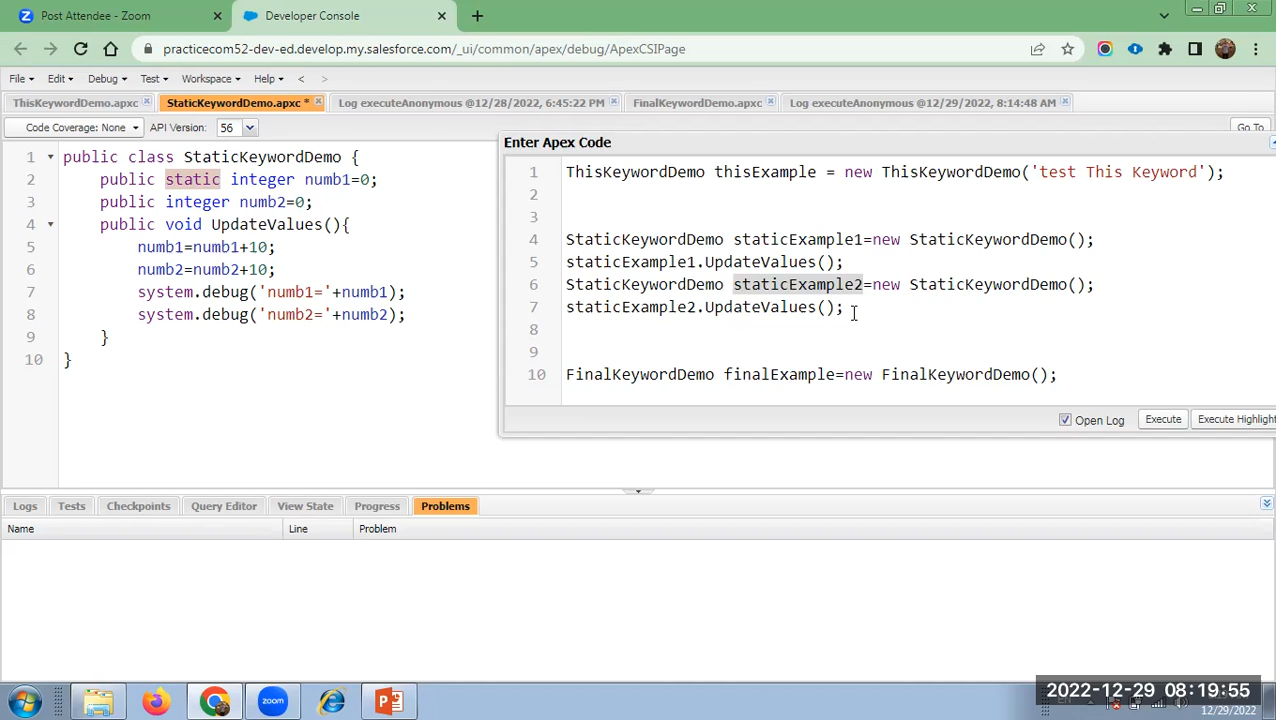 Post Attendee - Zoom
Developer Console
practicecom52-dev-ed.develop.my.salesforce.com/_ui/common/apex/debug/ApexCSIPage
File Edit Debug Test Workspace Help < >
ThisKeywordDemo.apxc StaticKeywordDemo.apxc * Log executeAnonymous @12/28/2022, 6:45:22 PM FinalKeywordDemo.apxc Log executeAnonymous @12/29/2022, 8:14:48 AM
Code Coverage: None API Version: 56 Go To
1 public class StaticKeywordDemo {
2 public static integer numb1=0;
3 public integer numb2=0;
4 public void UpdateValues(){
5 numb1=numb1+10;
6 numb2=numb2+10;
7 system.debug('numb1='+numb1);
8 system.debug('numb2='+numb2);
9 }
10 }
Enter Apex Code
1 ThisKeywordDemo thisExample = new ThisKeywordDemo('test This Keyword');
2
3
4 StaticKeywordDemo staticExample1=new StaticKeywordDemo();
5 staticExample1.UpdateValues();
6 StaticKeywordDemo staticExample2=new StaticKeywordDemo();
7 staticExample2.UpdateValues();
8
9
10 FinalKeywordDemo finalExample=new FinalKeywordDemo();
Open Log Execute Execute Highlight
Logs Tests Checkpoints Query Editor View State Progress Problems
Name Line Problem
zoom
2022-12-29 08:19:55
12/29/2022